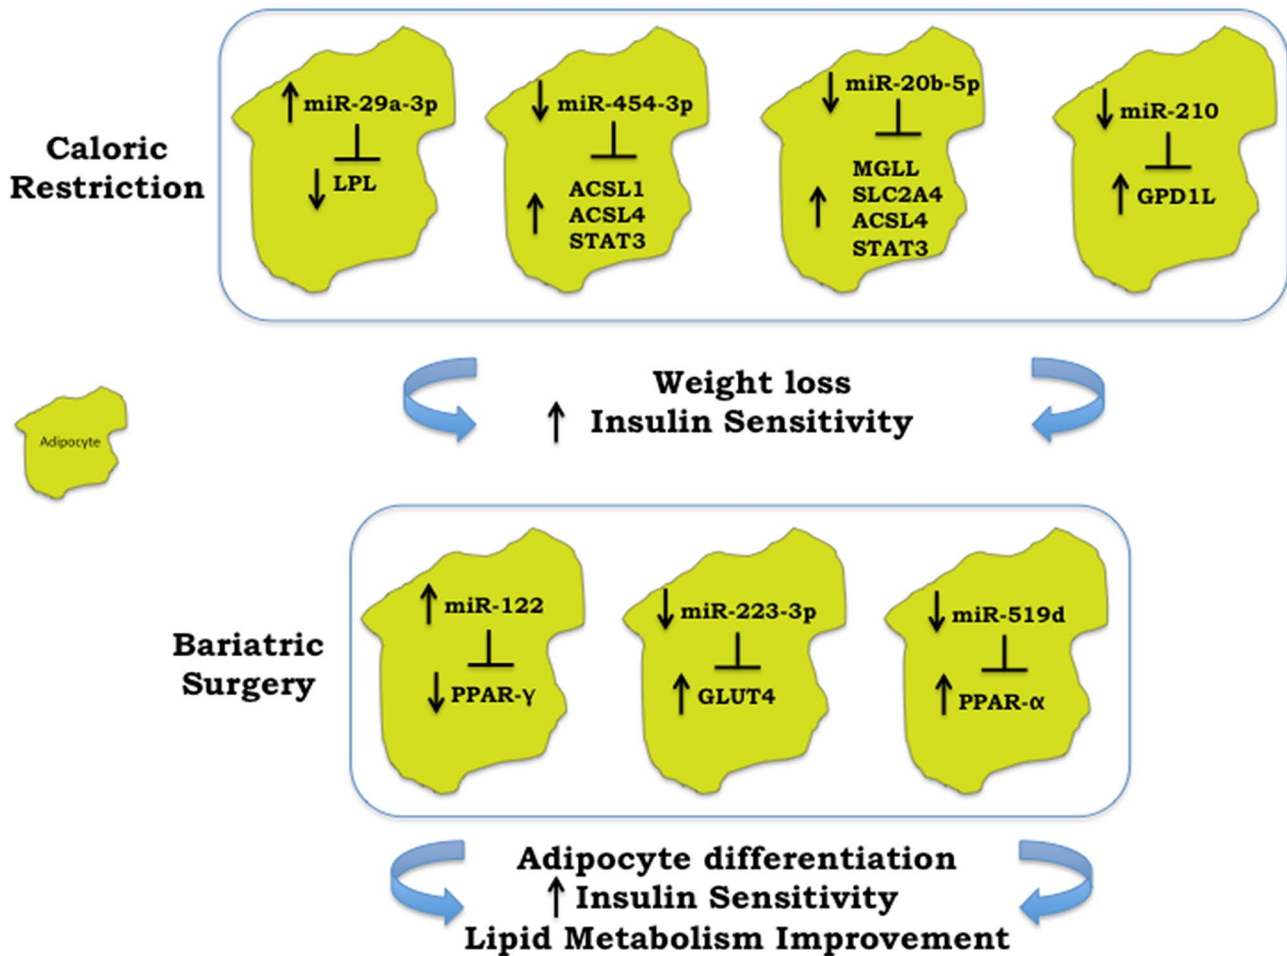 Caloric
Restriction
↑ miR-29a-3p
↓ LPL
↓ miR-454-3p
↑ ACSL1
ACSL4
STAT3
↓ miR-20b-5p
↑ MGLL
SLC2A4
ACSL4
STAT3
↓ miR-210
↑ GPD1L
Weight loss
↑ Insulin Sensitivity
Adipocyte
Bariatric
Surgery
↑ miR-122
↓ PPAR-γ
↓ miR-223-3p
↑ GLUT4
↓ miR-519d
↑ PPAR-α
Adipocyte differentiation
↑ Insulin Sensitivity
Lipid Metabolism Improvement